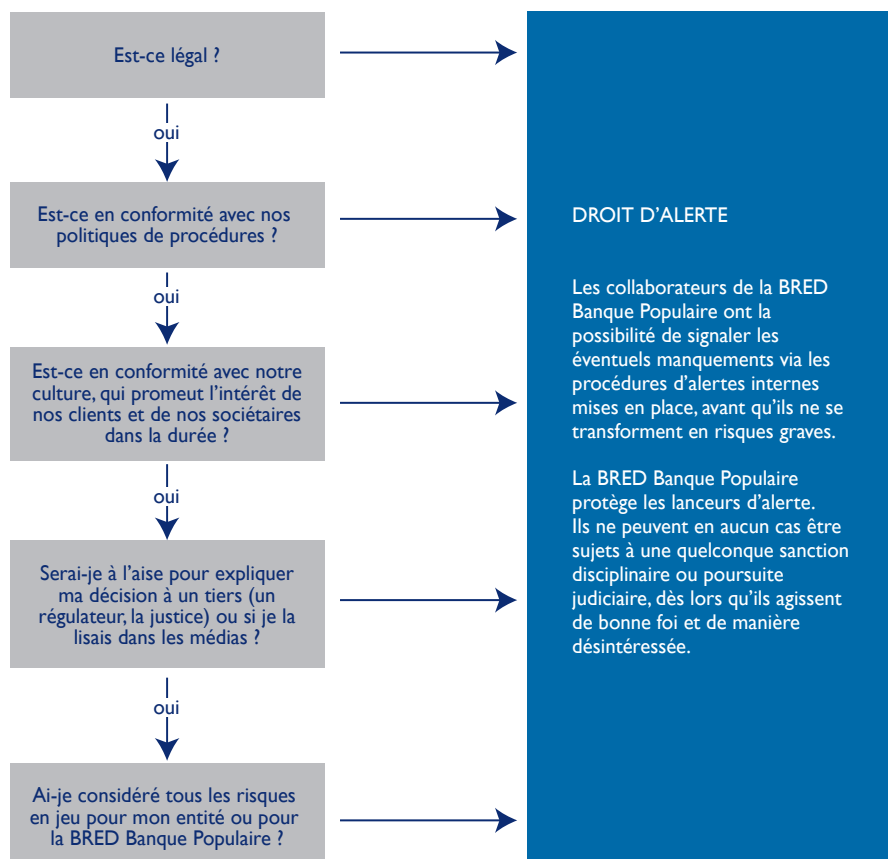 Est-ce légal ?
oui
Est-ce en conformité avec nos
politiques de procédures ?
oui
Est-ce en conformité avec notre
culture, qui promeut l’intérêt de
nos clients et de nos sociétaires
dans la durée ?
oui
Serai-je à l’aise pour expliquer
ma décision à un tiers (un
régulateur, la justice) ou si je la
lisais dans les médias ?
oui
Ai-je considéré tous les risques
en jeu pour mon entité ou pour
la BRED Banque Populaire ?
DROIT D’ALERTE
Les collaborateurs de la BRED
Banque Populaire ont la
possibilité de signaler les
éventuels manquements via les
procédures d’alertes internes
mises en place, avant qu’ils ne se
transforment en risques graves.
La BRED Banque Populaire
protège les lanceurs d’alerte.
Ils ne peuvent en aucun cas être
sujets à une quelconque sanction
disciplinaire ou poursuite
judiciaire, dès lors qu’ils agissent
de bonne foi et de manière
désintéressée.